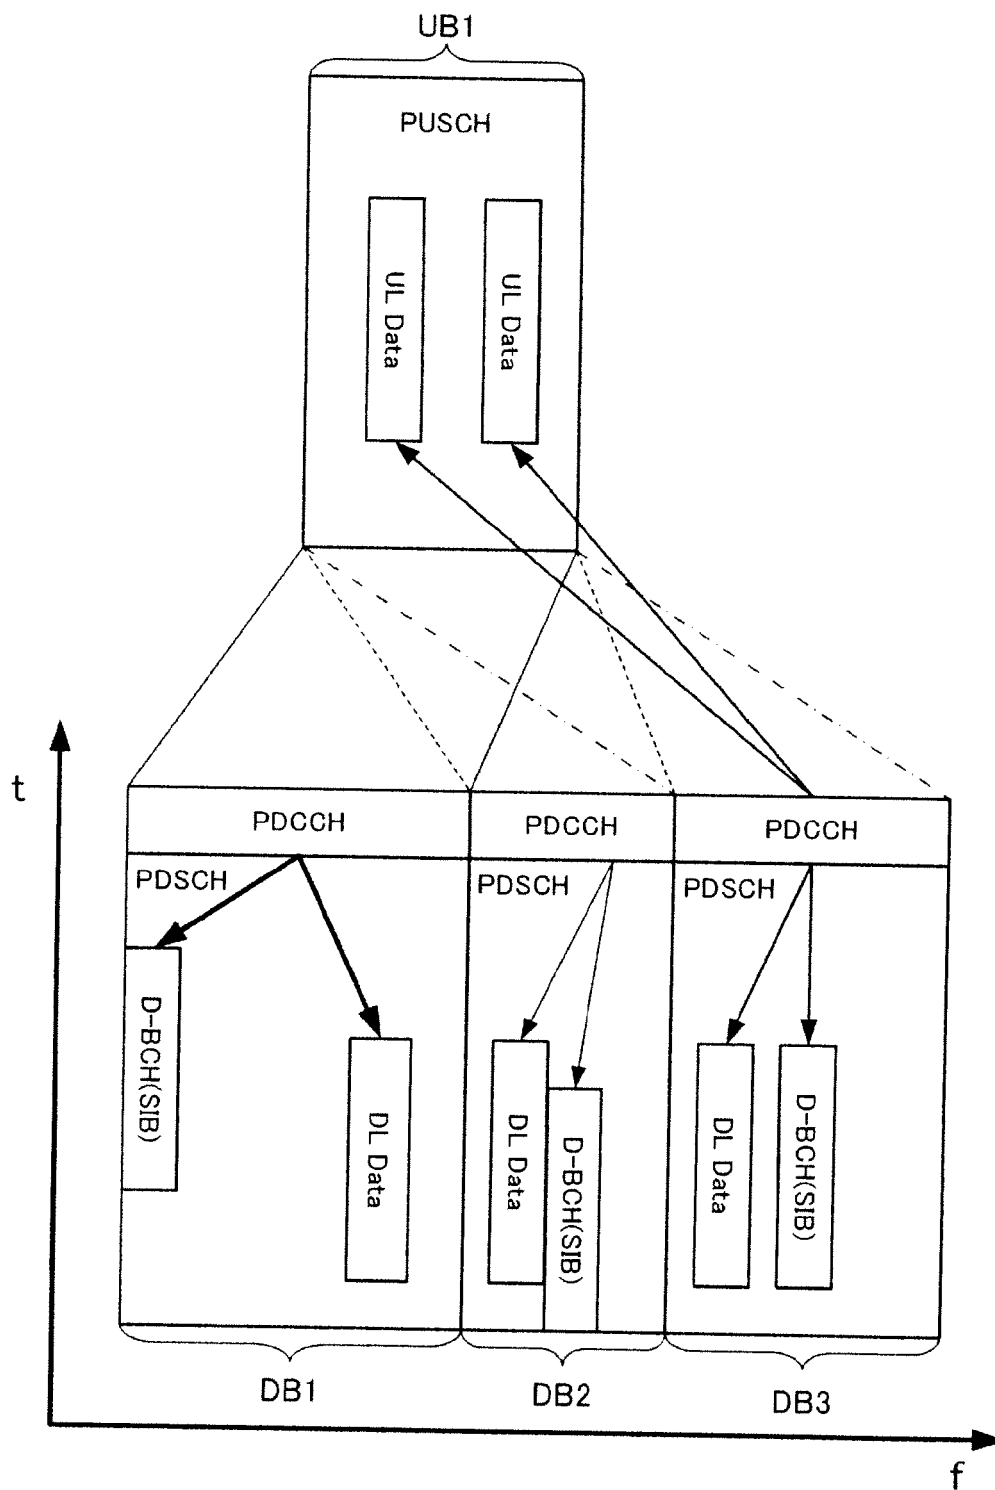 UB1
PUSCH
UL Data
UL Data
t
PDCCH
PDCCH
PDCCH
PDSCH
PDSCH
PDSCH
D-BCH(SIB)
DL Data
DL Data
D-BCH(SIB)
DL Data
D-BCH(SIB)
DB1
DB2
DB3
f